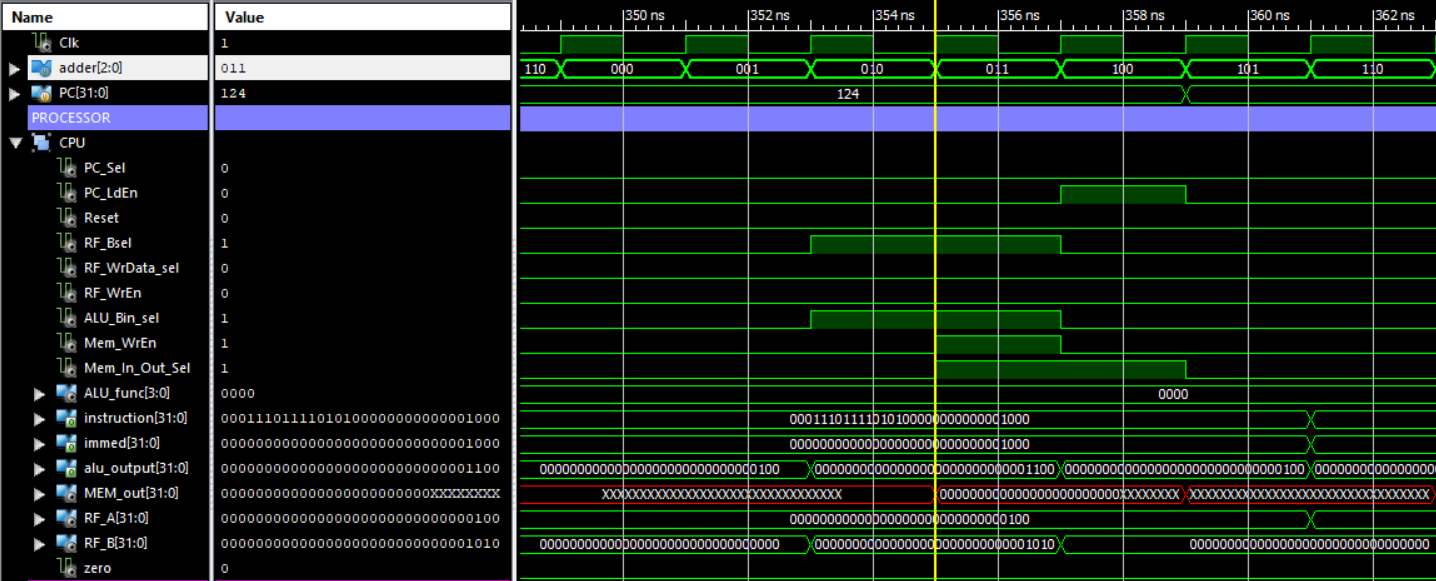 Name Value 350 ns 352 ns 354 ns 356 ns 358 ns 360 ns 362 ns
Clk 1
adder[2:0] 011 110 000 001 010 011 100 101 110
PC[31:0] 124 124
PROCESSOR
CPU
PC_Sel 0
PC_LdEn 0
Reset 0
RF_Bsel 1
RF_WrData_sel 0
RF_WrEn 0
ALU_Bin_sel 1
Mem_WrEn 1
Mem_In_Out_Sel 1
ALU_func[3:0] 0000 0000
instruction[31:0] 00011101111010100000000000001000 00011101111010100000000000001000
immed[31:0] 00000000000000000000000000001000 00000000000000000000000000001000
alu_output[31:0] 00000000000000000000000000001100 00000000000000000000000000000100 00000000000000000000000000001100 00000000000000000000000000000100 000000000000000
MEM_out[31:0] 000000000000000000000000XXXXXXXX XXXXXXXXXXXXXXXXXXXXXXXXXXXXXXXX 000000000000000000000000XXXXXXXX XXXXXXXXXXXXXXXXXXXXXXXXXXXXXXXX
RF_A[31:0] 00000000000000000000000000000100 00000000000000000000000000000100
RF_B[31:0] 00000000000000000000000000001010 00000000000000000000000000000000 00000000000000000000000000001010 00000000000000000000000000000000
zero 0